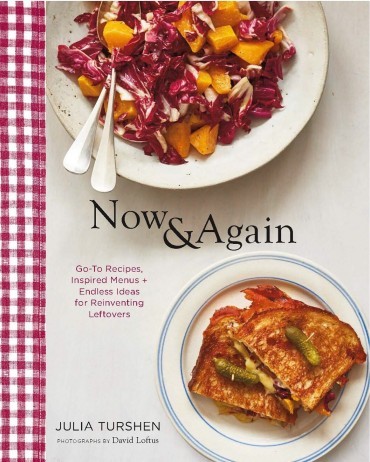 Now & Again
Go-To Recipes,
Inspired Menus +
Endless Ideas
for Reinventing
Leftovers
JULIA TURSHEN
PHOTOGRAPHS BY David Loftus